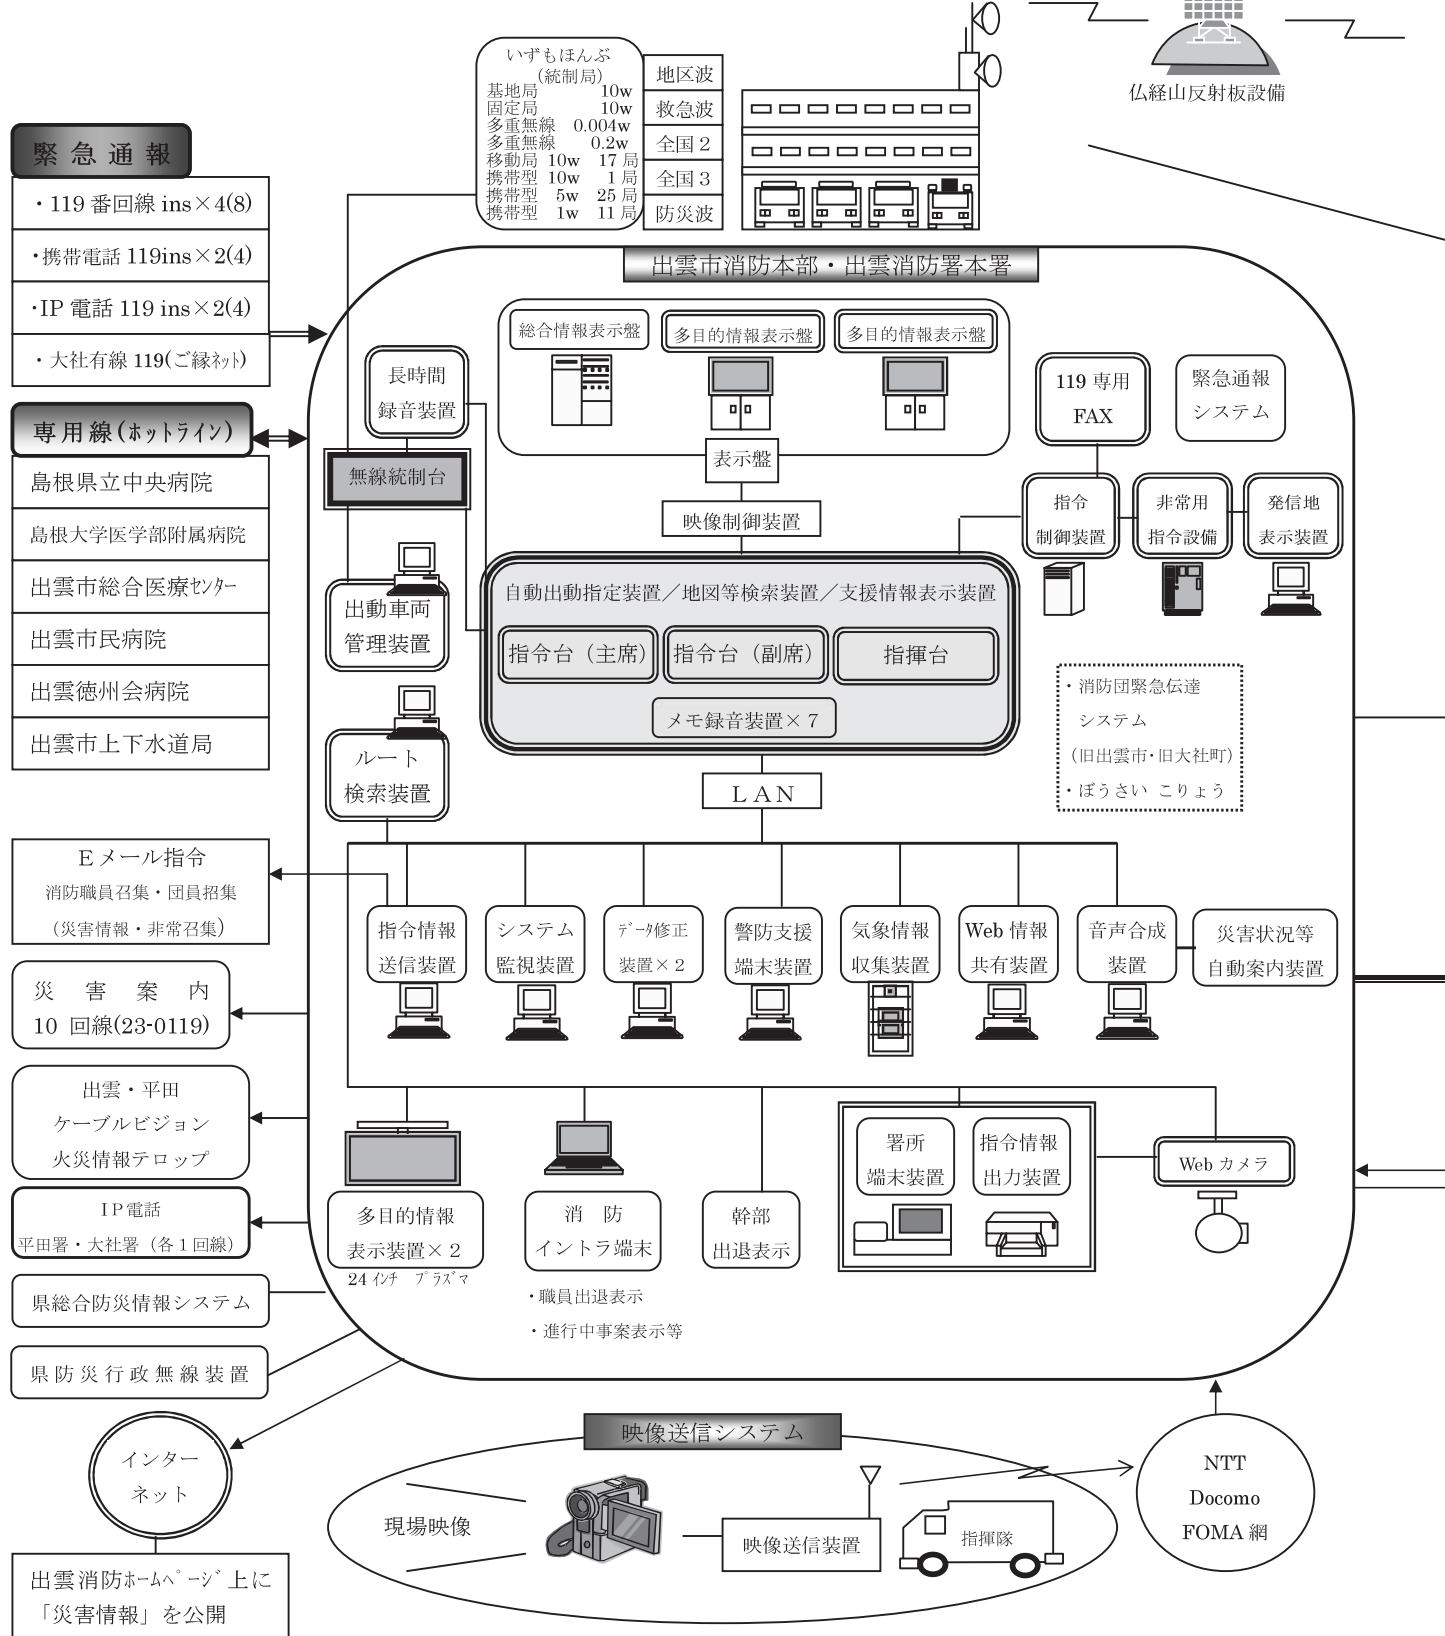 いずもほんぶ
(統制局)
基地局 10w
固定局 10w
多重無線 0.004w
多重無線 0.2w
移動局 10w 17局
携帯型 10w 1局
携帯型 5w 25局
携帯型 1w 11局
地区波
救急波
全国2
全国3
防災波
仏経山反射板設備
緊急通報
・119番回線 ins×4(8)
・携帯電話 119ins×2(4)
・IP 電話 119 ins×2(4)
・大社有線 119(ご縁ネット)
専用線(ホットライン)
島根県立中央病院
島根大学医学部附属病院
出雲市総合医療センター
出雲市民病院
出雲徳州会病院
出雲市上下水道局
出雲市消防本部・出雲消防署本署
総合情報表示盤
多目的情報表示盤
多目的情報表示盤
表示盤
映像制御装置
長時間
録音装置
無線統制台
出動車両
管理装置
ルート
検索装置
119専用
FAX
緊急通報
システム
指令
制御装置
非常用
指令設備
発信地
表示装置
自動出動指定装置／地図等検索装置／支援情報表示装置
指令台（主席）
指令台（副席）
指揮台
メモ録音装置×7
LAN
・消防団緊急伝達
システム
（旧出雲市・旧大社町）
・ぼうさい こりょう
Eメール指令
消防職員召集・団員招集
（災害情報・非常召集）
災害案内
10 回線(23-0119)
出雲・平田
ケーブルビジョン
火災情報テロップ
IP電話
平田署・大社署（各1回線）
県総合防災情報システム
県防災行政無線装置
インター
ネット
出雲消防ホームページ上に
「災害情報」を公開
指令情報
送信装置
システム
監視装置
データ修正
装置×2
警防支援
端末装置
気象情報
収集装置
Web 情報
共有装置
音声合成
装置
災害状況等
自動案内装置
多目的情報
表示装置×2
24インチ プラズマ
消 防
イントラ端末
・職員出退表示
・進行中事案表示等
幹部
出退表示
署所
端末装置
指令情報
出力装置
Web カメラ
映像送信システム
現場映像
映像送信装置
指揮隊
NTT
Docomo
FOMA 網